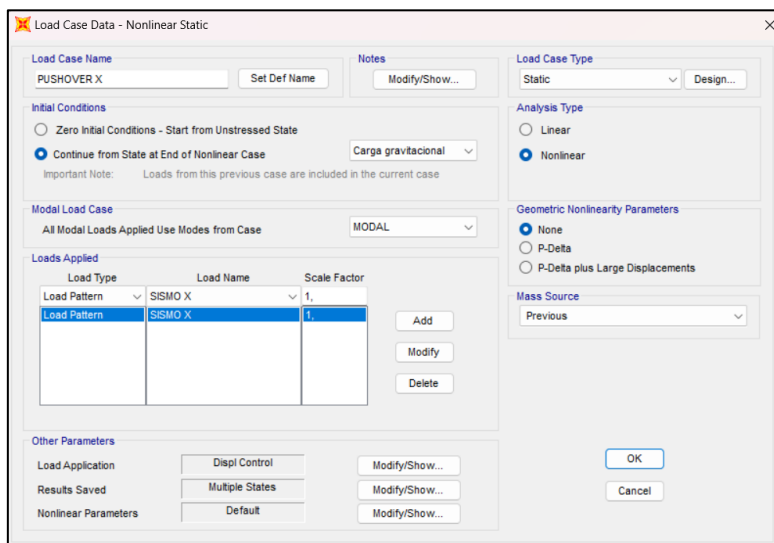 Load Case Data - Nonlinear Static
Load Case Name
PUSHOVER X
Set Def Name
Notes
Modify/Show...
Load Case Type
Static
Design...
Initial Conditions
Zero Initial Conditions - Start from Unstressed State
Continue from State at End of Nonlinear Case
Carga gravitacional
Important Note: Loads from this previous case are included in the current case
Analysis Type
Linear
Nonlinear
Modal Load Case
All Modal Loads Applied Use Modes from Case
MODAL
Geometric Nonlinearity Parameters
None
P-Delta
P-Delta plus Large Displacements
Loads Applied
Load Type Load Name Scale Factor
Load Pattern SISMO X 1,
Load Pattern SISMO X 1,
Add
Modify
Delete
Mass Source
Previous
Other Parameters
Load Application Displ Control Modify/Show...
Results Saved Multiple States Modify/Show...
Nonlinear Parameters Default Modify/Show...
OK
Cancel